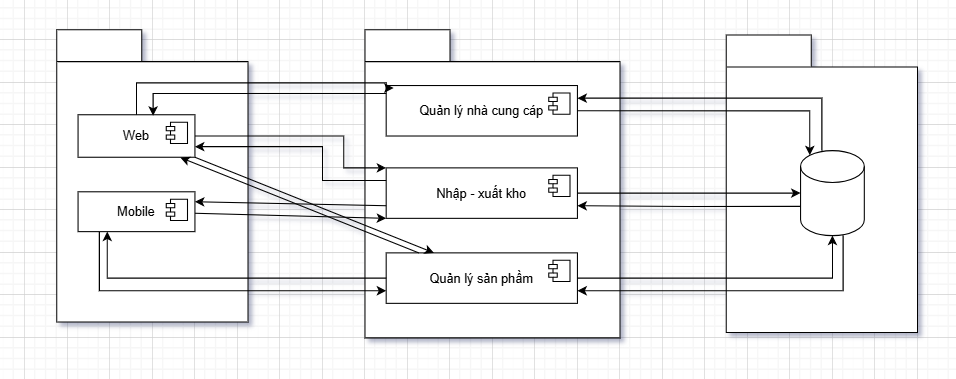 Web
Mobile
Quản lý nhà cung cáp
Nhập - xuất kho
Quản lý sản phẩm